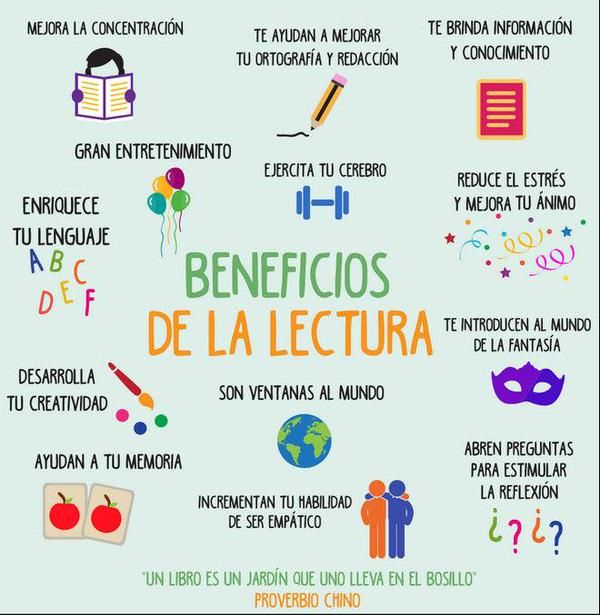 MEJORA LA CONCENTRACIÓN
TE AYUDAN A MEJORAR
TU ORTOGRAFÍA Y REDACCIÓN
TE BRINDA INFORMACIÓN
Y CONOCIMIENTO
GRAN ENTRETENIMIENTO
EJERCITA TU CEREBRO
REDUCE EL ESTRÉS
Y MEJORA TU ÁNIMO
ENRIQUECE
TU LENGUAJE
A B C
D E F
BENEFICIOS
DE LA LECTURA
TE INTRODUCEN AL MUNDO
DE LA FANTASÍA
DESARROLLA
TU CREATIVIDAD
SON VENTANAS AL MUNDO
AYUDAN A TU MEMORIA
INCREMENTAN TU HABILIDAD
DE SER EMPÁTICO
ABREN PREGUNTAS
PARA ESTIMULAR
LA REFLEXIÓN
¿?¿?
"UN LIBRO ES UN JARDÍN QUE UNO LLEVA EN EL BOSILLO"
PROVERBIO CHINO